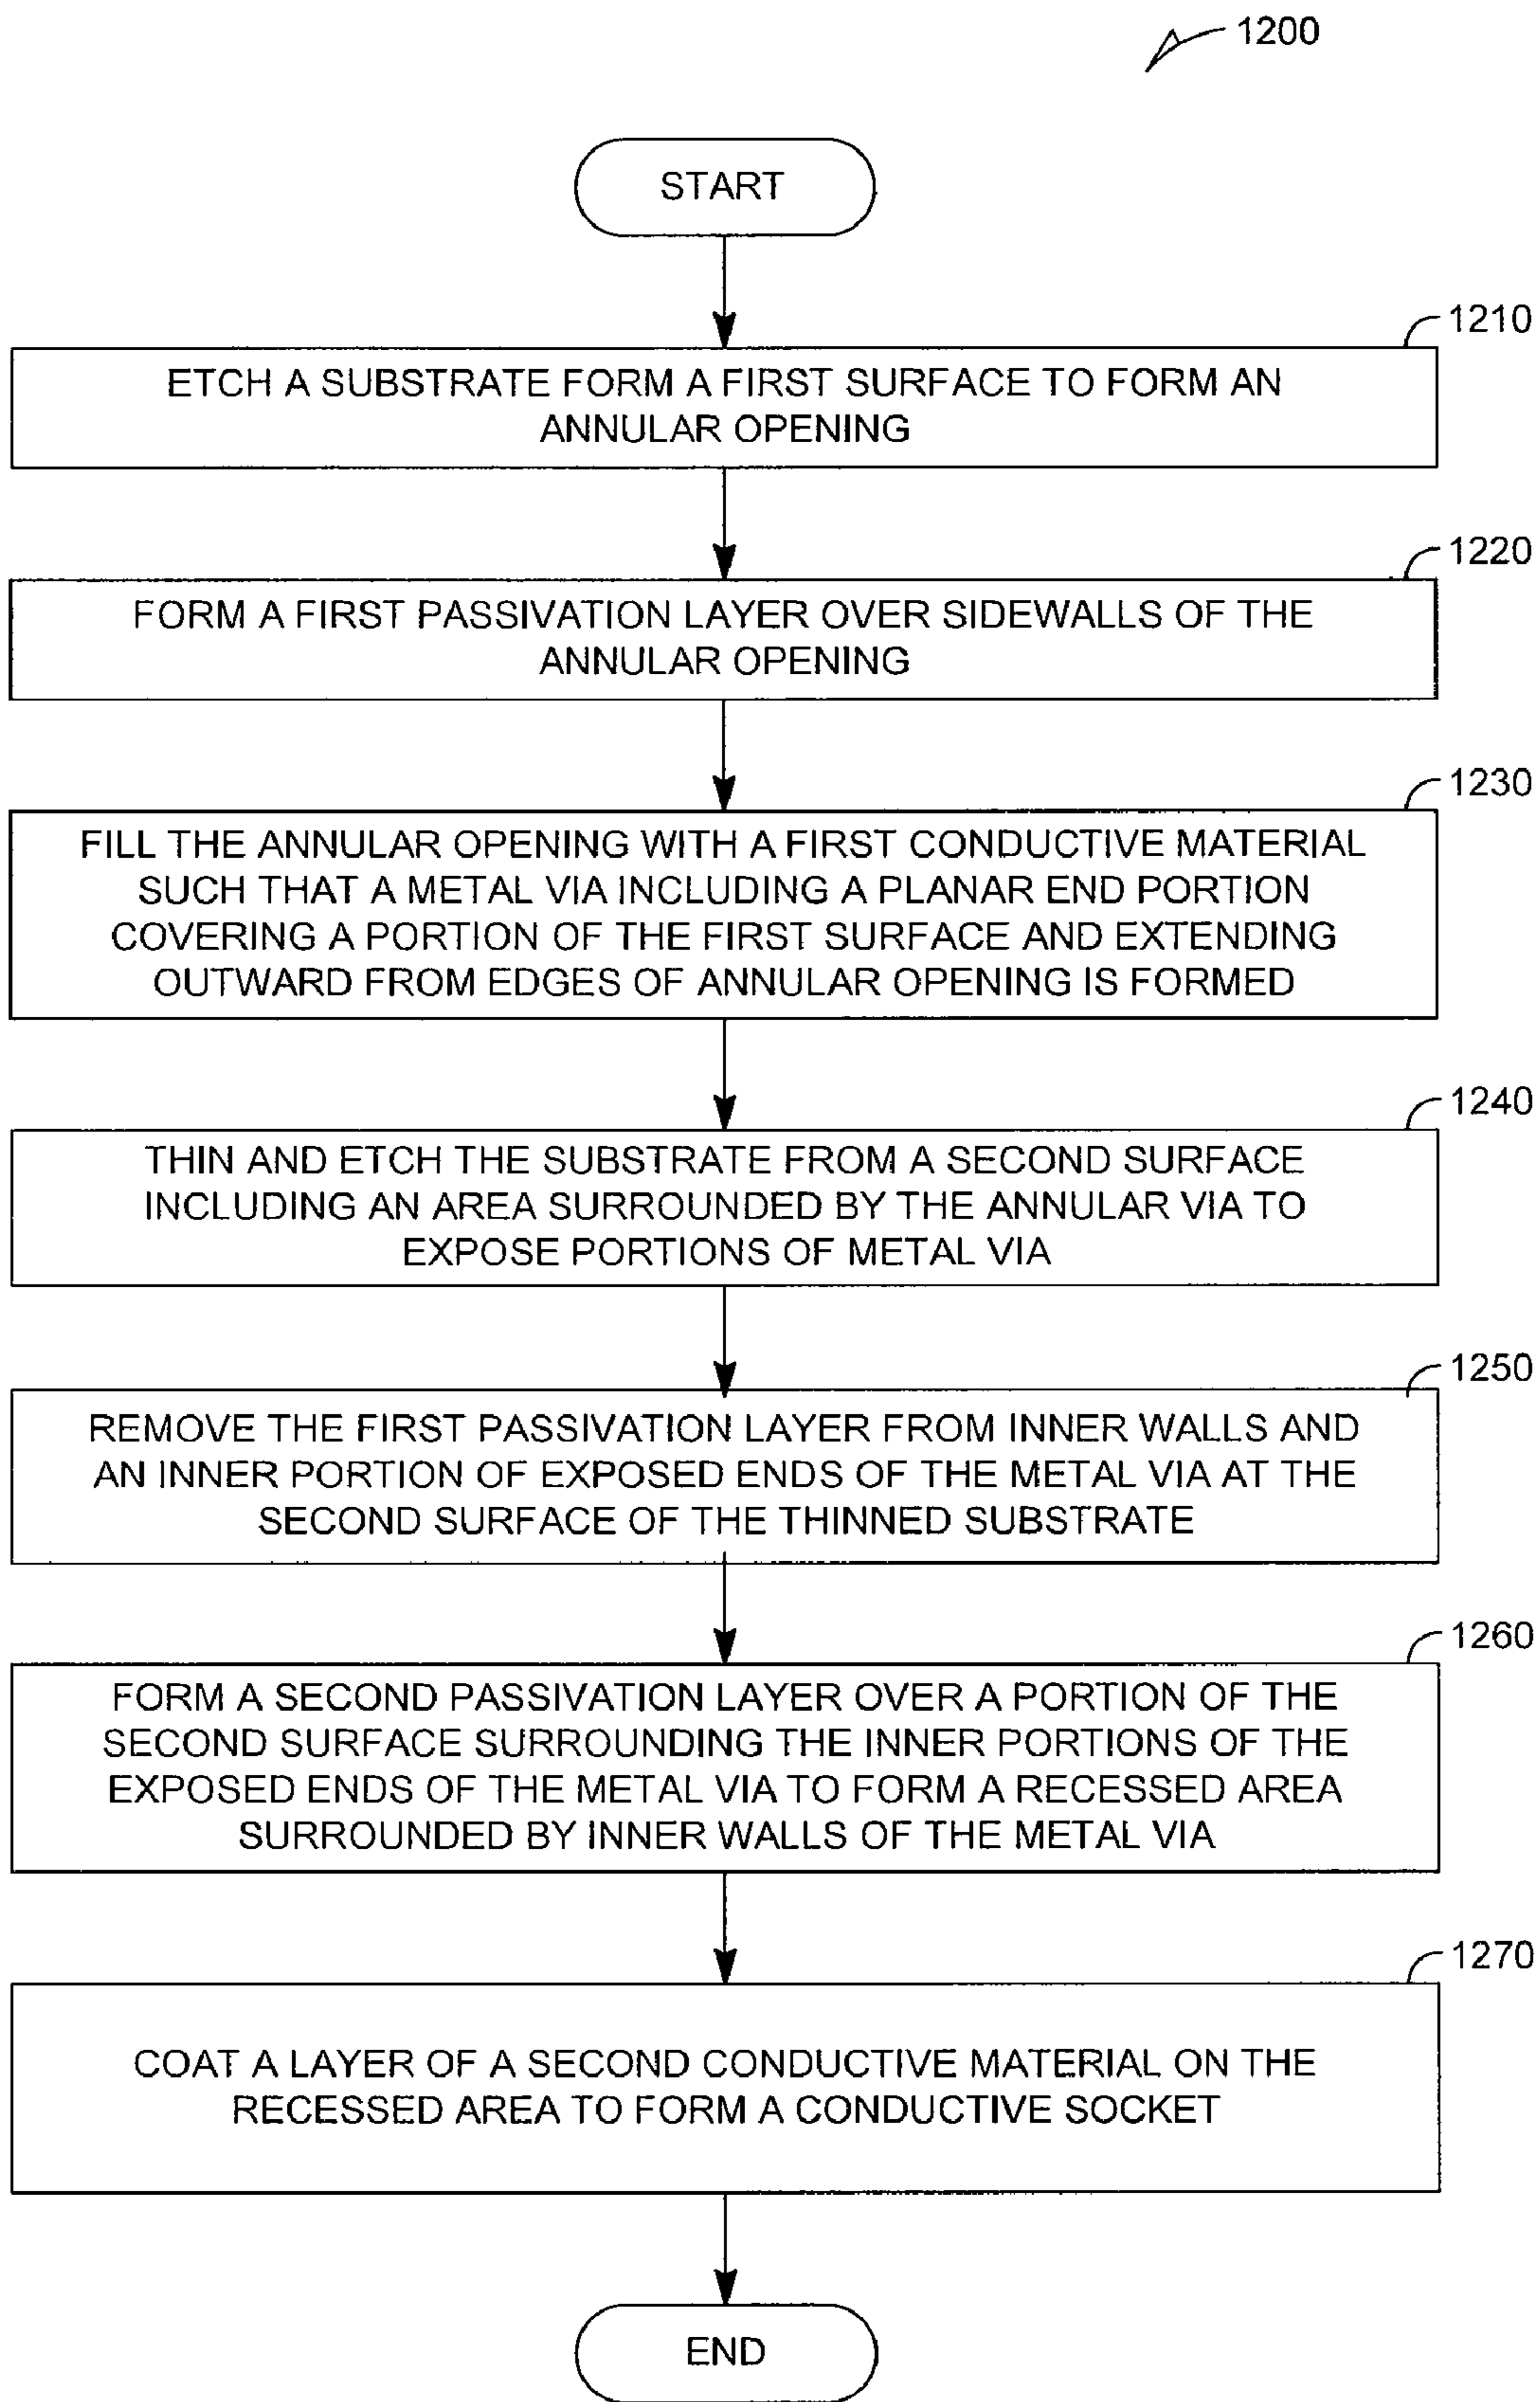 1200
START
1210
ETCH A SUBSTRATE FORM A FIRST SURFACE TO FORM AN
ANNULAR OPENING
1220
FORM A FIRST PASSIVATION LAYER OVER SIDEWALLS OF THE
ANNULAR OPENING
1230
FILL THE ANNULAR OPENING WITH A FIRST CONDUCTIVE MATERIAL
SUCH THAT A METAL VIA INCLUDING A PLANAR END PORTION
COVERING A PORTION OF THE FIRST SURFACE AND EXTENDING
OUTWARD FROM EDGES OF ANNULAR OPENING IS FORMED
1240
THIN AND ETCH THE SUBSTRATE FROM A SECOND SURFACE
INCLUDING AN AREA SURROUNDED BY THE ANNULAR VIA TO
EXPOSE PORTIONS OF METAL VIA
1250
REMOVE THE FIRST PASSIVATION LAYER FROM INNER WALLS AND
AN INNER PORTION OF EXPOSED ENDS OF THE METAL VIA AT THE
SECOND SURFACE OF THE THINNED SUBSTRATE
1260
FORM A SECOND PASSIVATION LAYER OVER A PORTION OF THE
SECOND SURFACE SURROUNDING THE INNER PORTIONS OF THE
EXPOSED ENDS OF THE METAL VIA TO FORM A RECESSED AREA
SURROUNDED BY INNER WALLS OF THE METAL VIA
1270
COAT A LAYER OF A SECOND CONDUCTIVE MATERIAL ON THE
RECESSED AREA TO FORM A CONDUCTIVE SOCKET
END